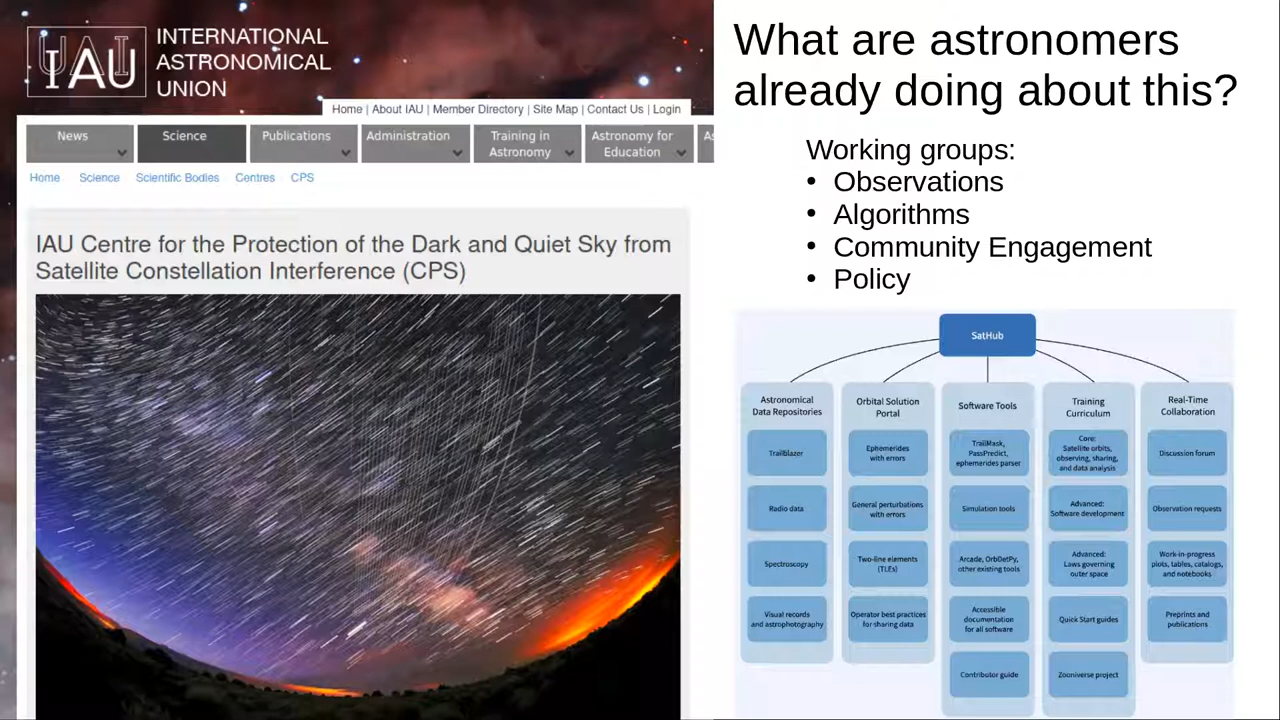 IAU
INTERNATIONAL
ASTRONOMICAL
UNION
Home | About IAU | Member Directory | Site Map | Contact Us | Login
News
Science
Publications
Administration
Training in
Astronomy
Astronomy for
Education
As
Home Science Scientific Bodies Centres CPS
IAU Centre for the Protection of the Dark and Quiet Sky from
Satellite Constellation Interference (CPS)
What are astronomers
already doing about this?
Working groups:
• Observations
• Algorithms
• Community Engagement
• Policy
SatHub
Astronomical
Data Repositories
Trailblazer
Radio data
Spectroscopy
Visual records
and astrophotography
Orbital Solution
Portal
Ephemerides
with errors
General perturbations
with errors
Two-line elements
(TLEs)
Operator best practices
for sharing data
Software Tools
TrailMask,
PassPredict,
ephemerides parser
Simulation tools
Arcade, OrbDetPy,
other existing tools
Accessible
documentation
for all software
Contributor guide
Training
Curriculum
Core:
Satellite orbits,
observing, sharing,
and data analysis
Advanced:
Software development
Advanced:
Laws governing
outer space
Quick Start guides
Zooniverse project
Real-Time
Collaboration
Discussion forum
Observation requests
Work-in-progress
plots, tables, catalogs,
and notebooks
Preprints and
publications